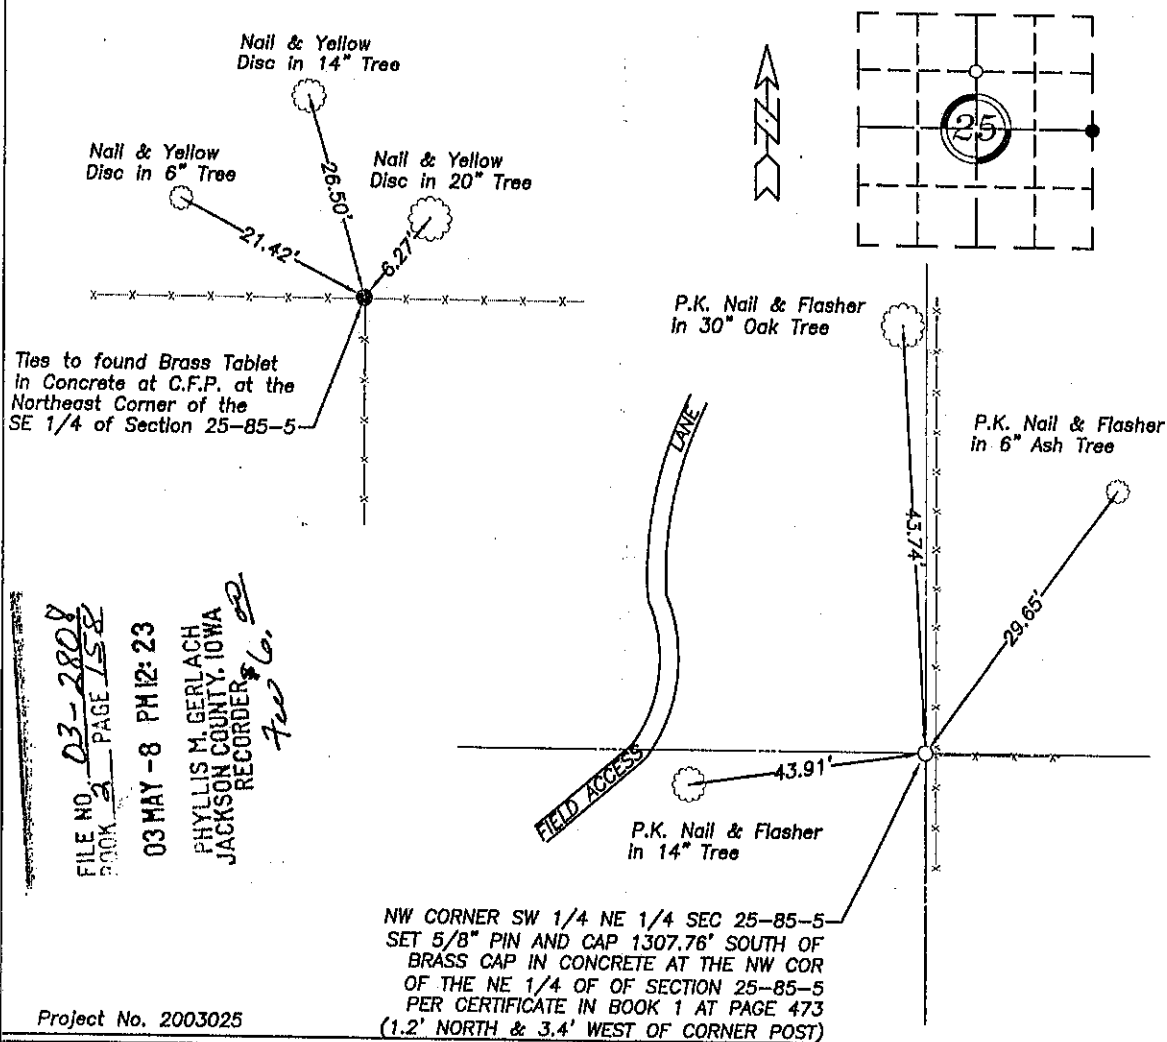 Nail & Yellow
Disc in 14" Tree
Nail & Yellow
Disc in 6" Tree
Nail & Yellow
Disc in 20" Tree
26.50'
21.42'
6.27'
Ties to found Brass Tablet
in Concrete at C.F.P. at the
Northeast Corner of the
SE 1/4 of Section 25-85-5
N
25
P.K. Nail & Flasher
in 30" Oak Tree
P.K. Nail & Flasher
in 6" Ash Tree
LANE
FIELD ACCESS
43.74'
29.65'
43.91'
P.K. Nail & Flasher
in 14" Tree
FILE NO. 03-2808
BOOK 2 PAGE 158
03 MAY -8 PM 12:23
PHYLLIS M. GERLACH
JACKSON COUNTY, IOWA
RECORDER $6.00
NW CORNER SW 1/4 NE 1/4 SEC 25-85-5
SET 5/8" PIN AND CAP 1307.76' SOUTH OF
BRASS CAP IN CONCRETE AT THE NW COR
OF THE NE 1/4 OF OF SECTION 25-85-5
PER CERTIFICATE IN BOOK 1 AT PAGE 473
(1.2' NORTH & 3.4' WEST OF CORNER POST)
Project No. 2003025